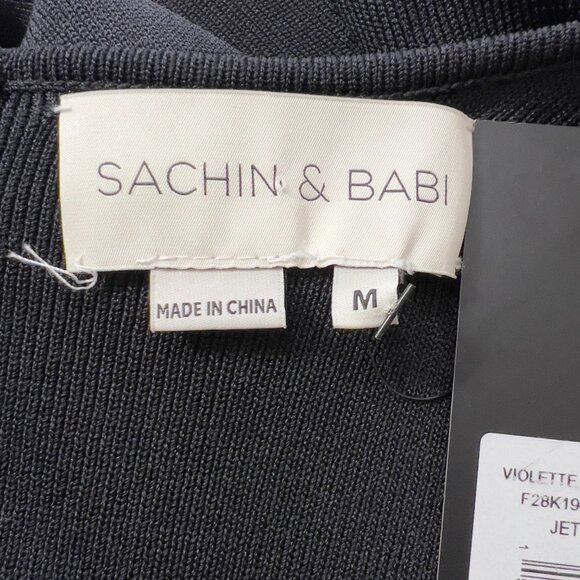 SACHIN & BABI
MADE IN CHINA
M
VIOLETTE
F28K19
JET